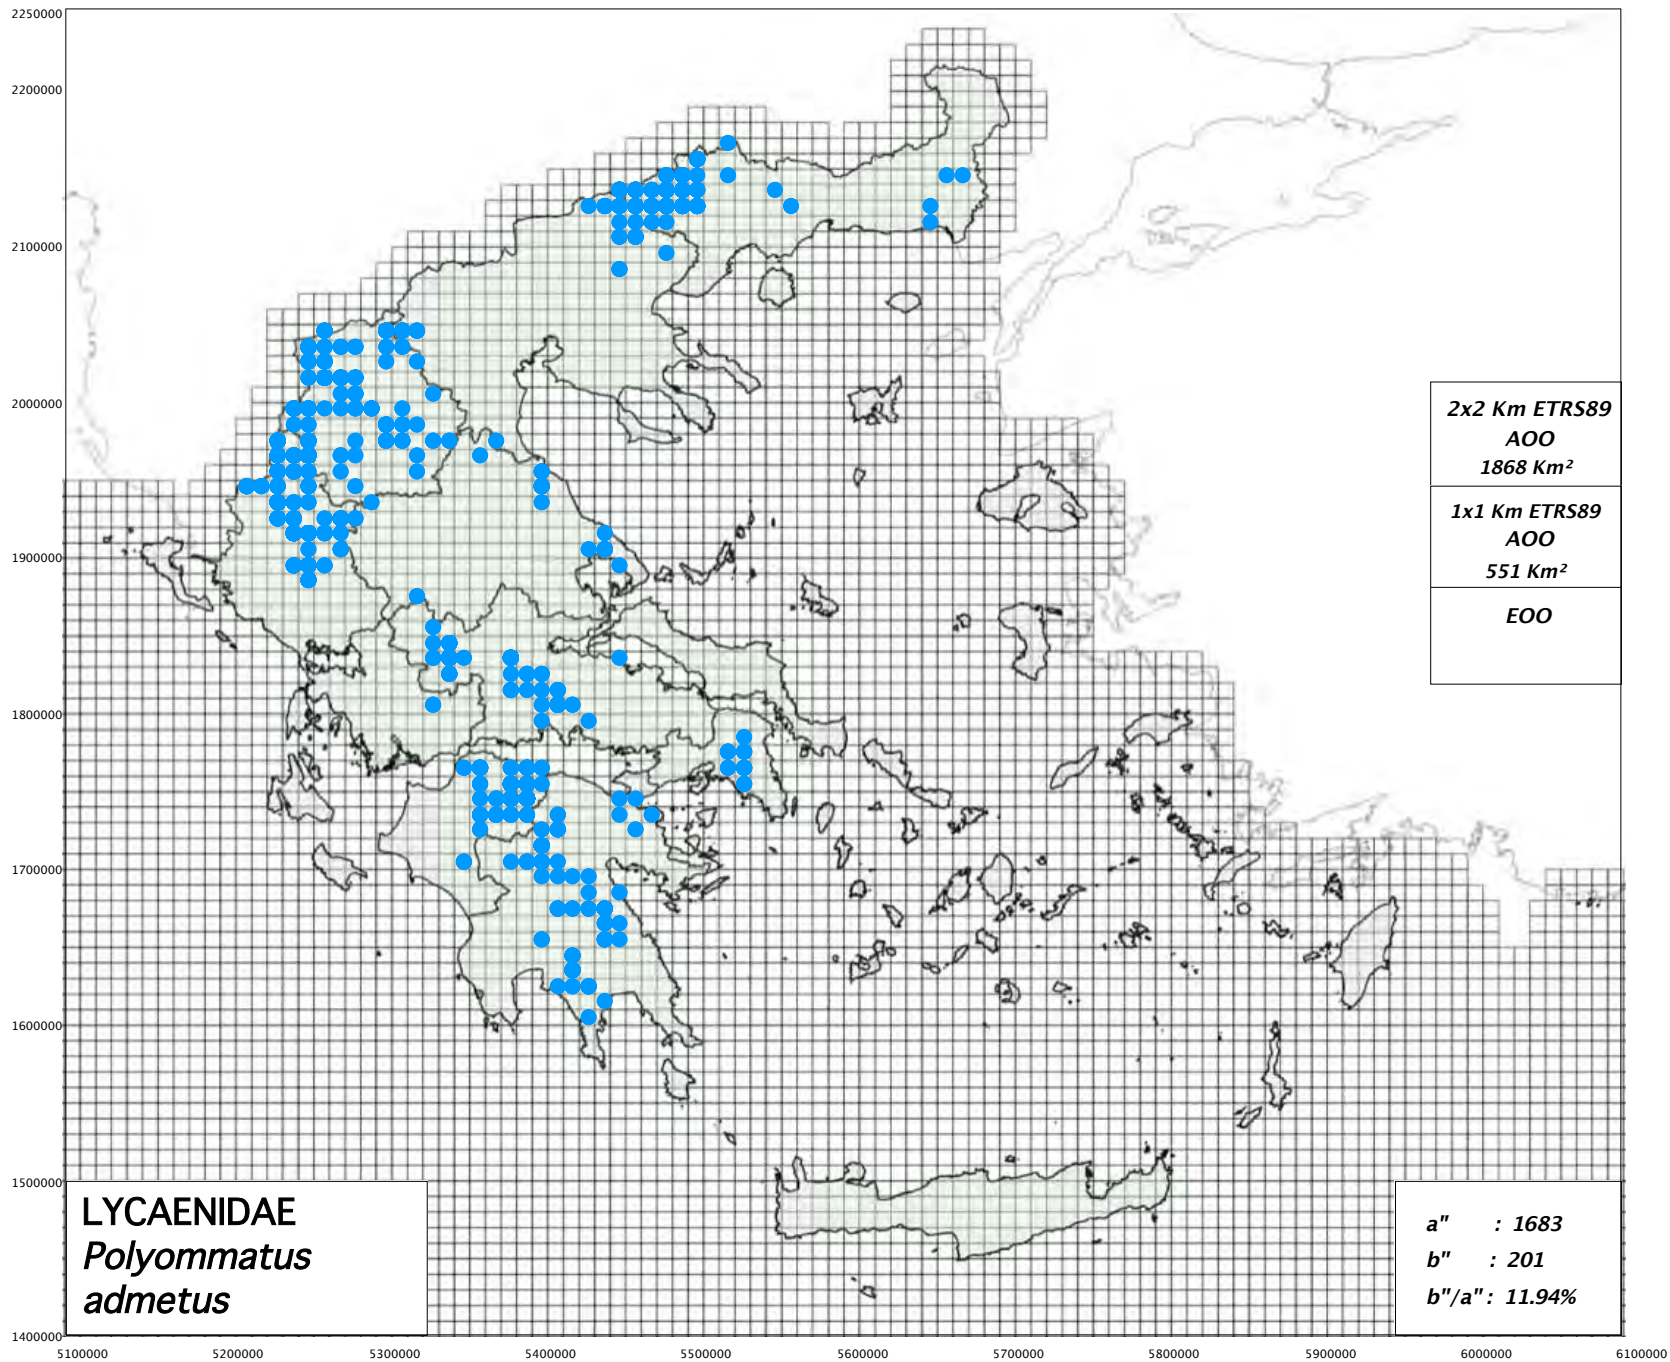 2250000
2200000
2100000
2000000
1900000
1800000
1700000
1600000
1500000
1400000
2x2 Km ETRS89
AOO
1868 Km²
1x1 Km ETRS89
AOO
551 Km²
EOO
LYCAENIDAE
Polyommatus
admetus
a" : 1683
b" : 201
b"/a" : 11.94%
5100000 5200000 5300000 5400000 5500000 5600000 5700000 5800000 5900000 6000000 6100000